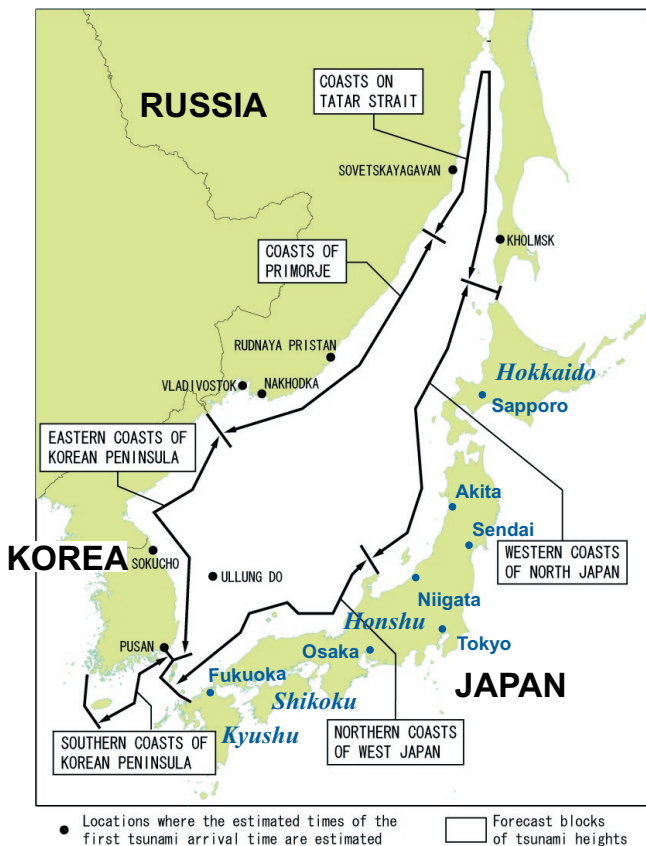 COASTS ON
TATAR STRAIT
RUSSIA
SOVETSKAYAGAVAN
KHOLMSK
COASTS OF
PRIMORJE
RUDNAYA PRISTAN
VLADIVOSTOK
NAKHODKA
Hokkaido
Sapporo
EASTERN COASTS OF
KOREAN PENINSULA
Akita
Sendai
KOREA
SOKUCHO
WESTERN COASTS
OF NORTH JAPAN
ULLUNG DO
Niigata
Honshu
PUSAN
Osaka
Tokyo
Fukuoka
JAPAN
Shikoku
Kyushu
SOUTHERN COASTS OF
KOREAN PENINSULA
NORTHERN COASTS
OF WEST JAPAN
Locations where the estimated times of the
first tsunami arrival time are estimated
Forecast blocks
of tsunami heights